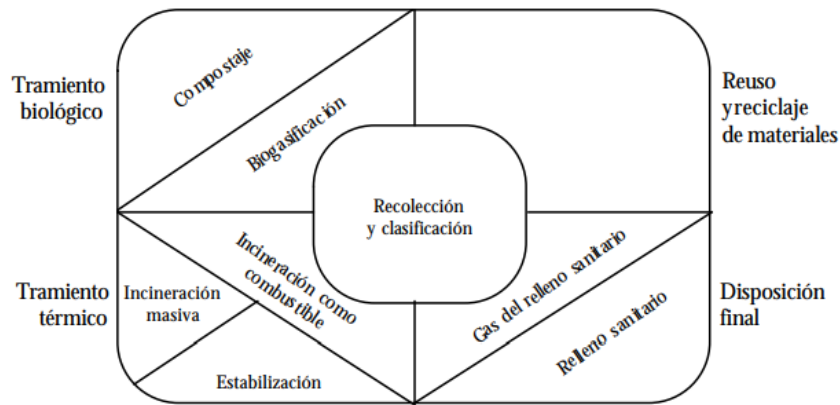 Tramiento
biológico
Compostaje
Biogasificación
Reuso
y reciclaje
de materiales
Recolección
y clasificación
Tramiento
térmico
Incineración
masiva
Incineración como
combustible
Estabilización
Gas del relleno sanitario
Relleno sanitario
Disposición
final